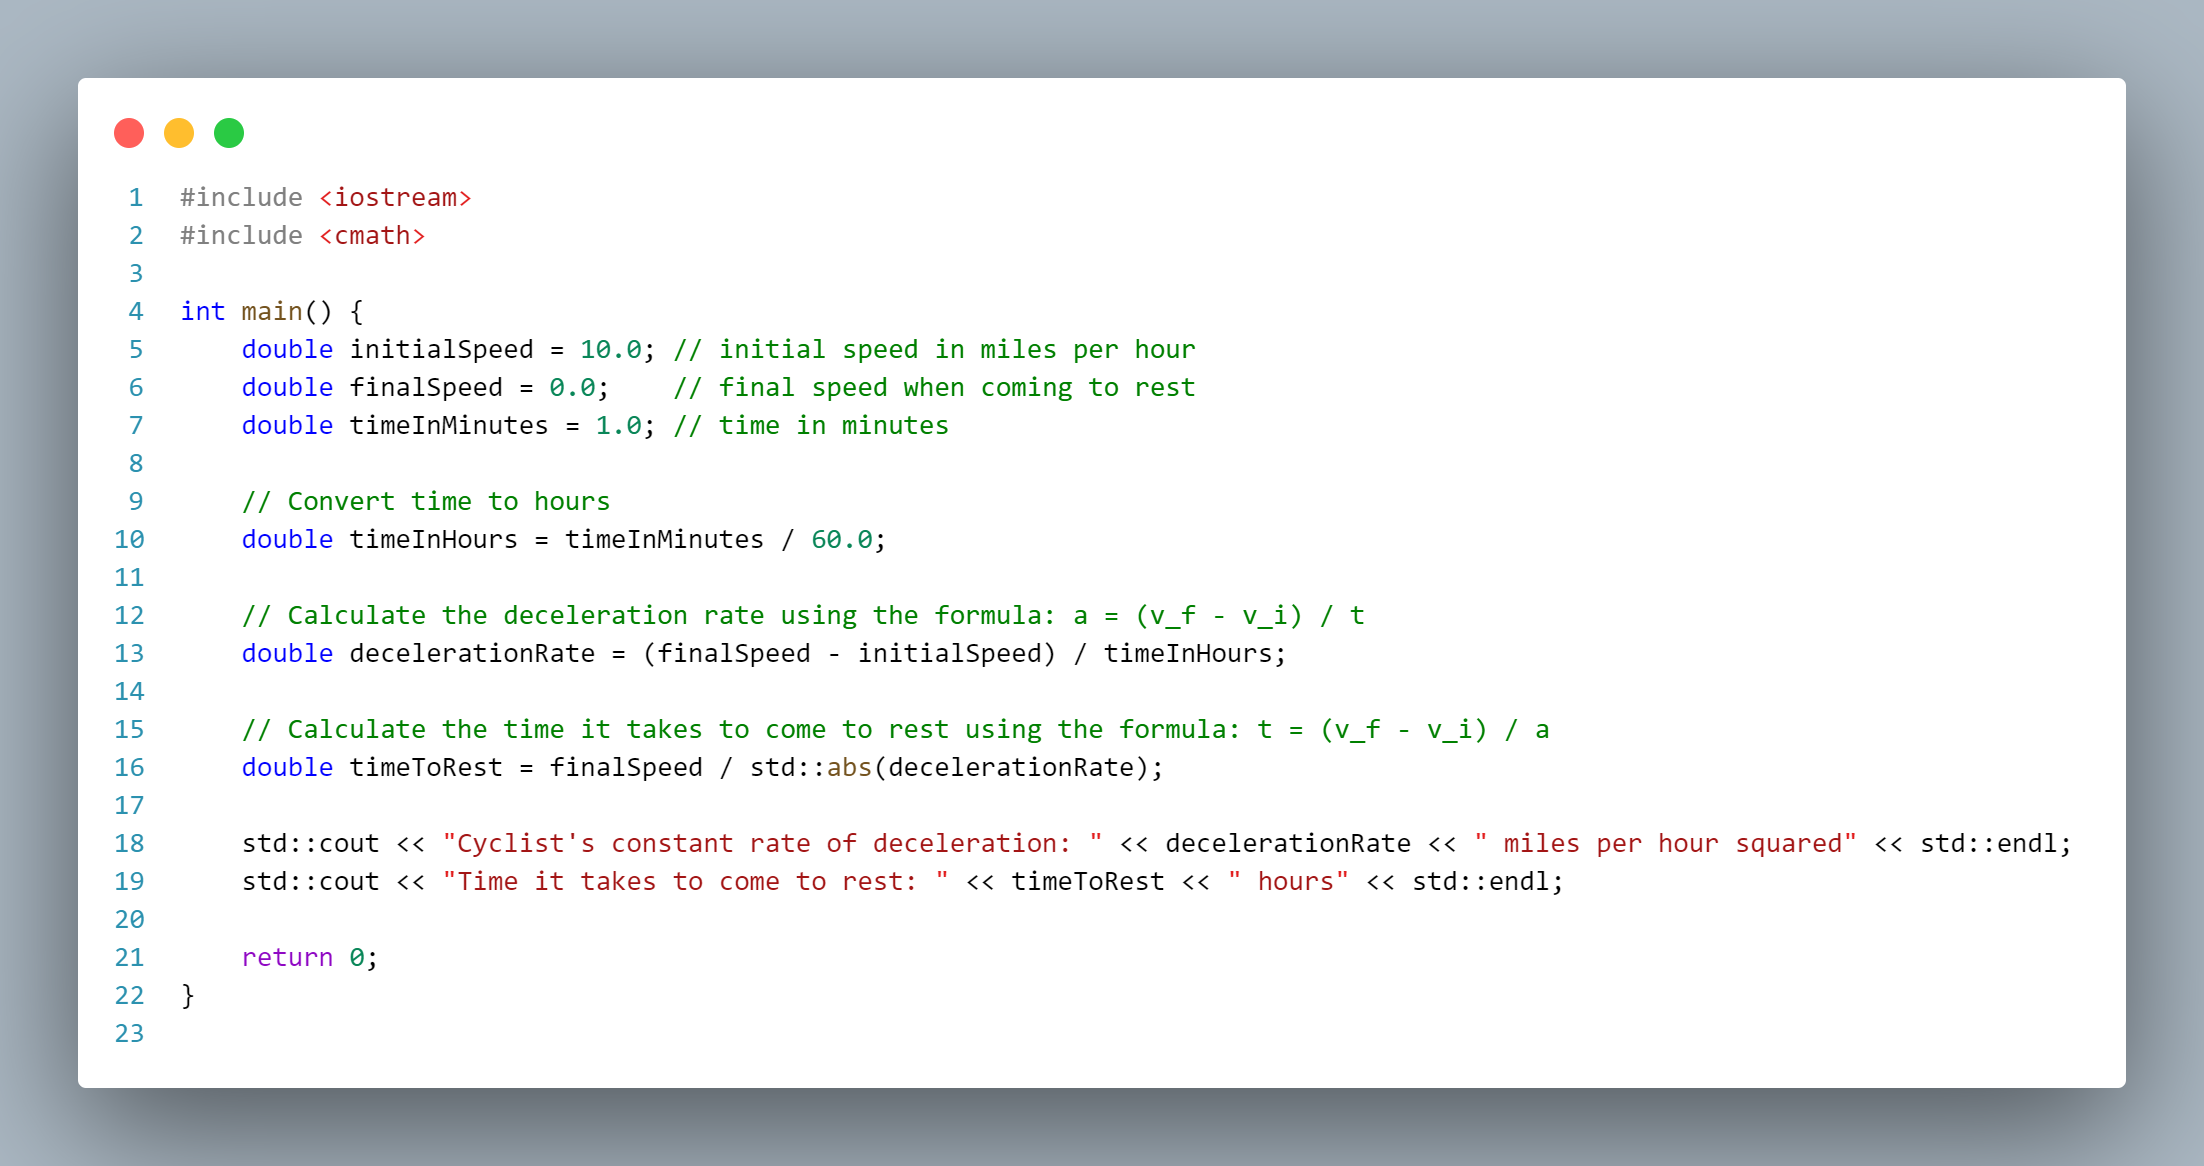 1 #include <iostream>
2 #include <cmath>
3
4 int main() {
5     double initialSpeed = 10.0; // initial speed in miles per hour
6     double finalSpeed = 0.0;    // final speed when coming to rest
7     double timeInMinutes = 1.0; // time in minutes
8
9     // Convert time to hours
10     double timeInHours = timeInMinutes / 60.0;
11
12     // Calculate the deceleration rate using the formula: a = (v_f - v_i) / t
13     double decelerationRate = (finalSpeed - initialSpeed) / timeInHours;
14
15     // Calculate the time it takes to come to rest using the formula: t = (v_f - v_i) / a
16     double timeToRest = finalSpeed / std::abs(decelerationRate);
17
18     std::cout << "Cyclist's constant rate of deceleration: " << decelerationRate << " miles per hour squared" << std::endl;
19     std::cout << "Time it takes to come to rest: " << timeToRest << " hours" << std::endl;
20
21     return 0;
22 }
23